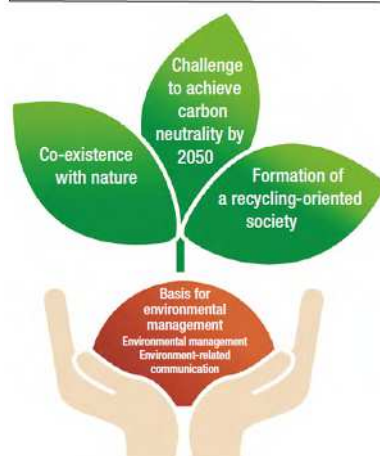 Challenge
to achieve
carbon
neutrality by
2050
Co-existence
with nature
Formation of
a recycling-oriented
society
Basis for
environmental
management
Environmental management
Environment-related
communication